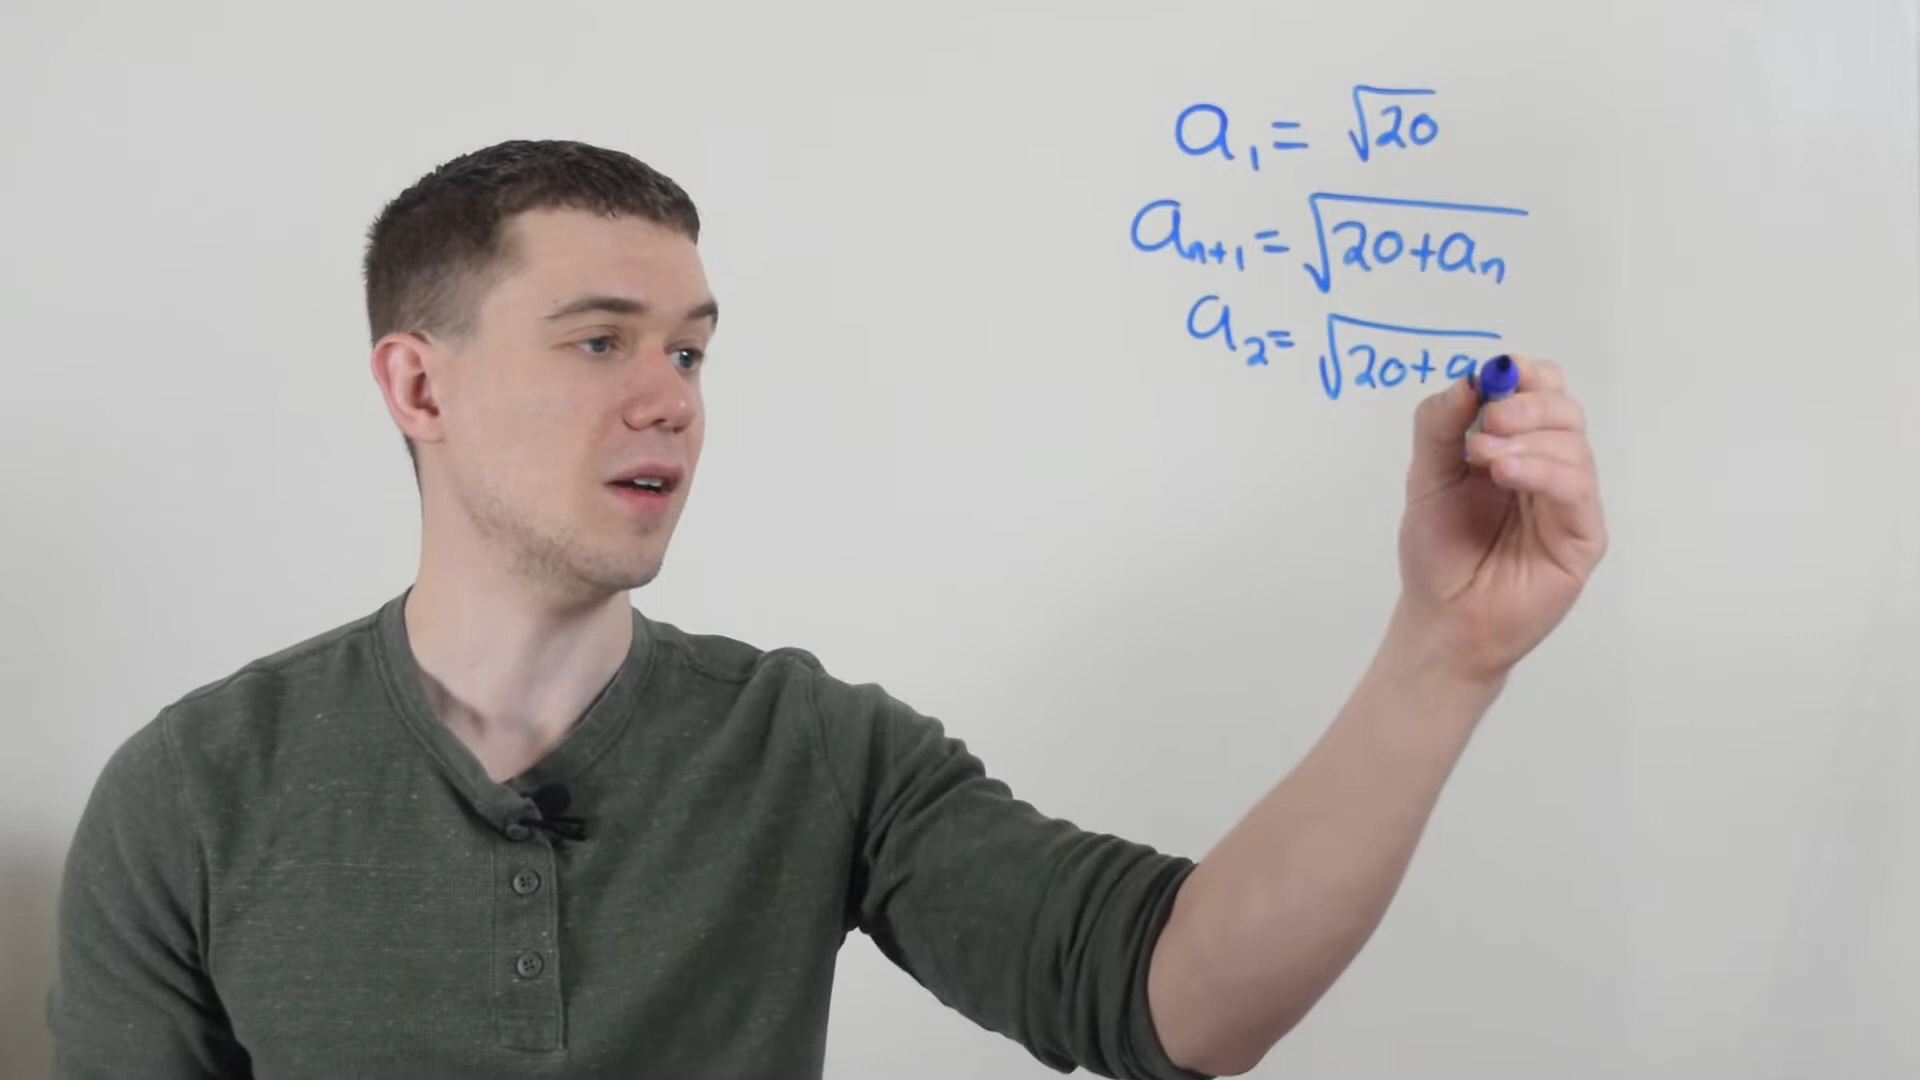 a₁ = √20
aₙ₊₁ = √20+aₙ
a₂ = √20+a